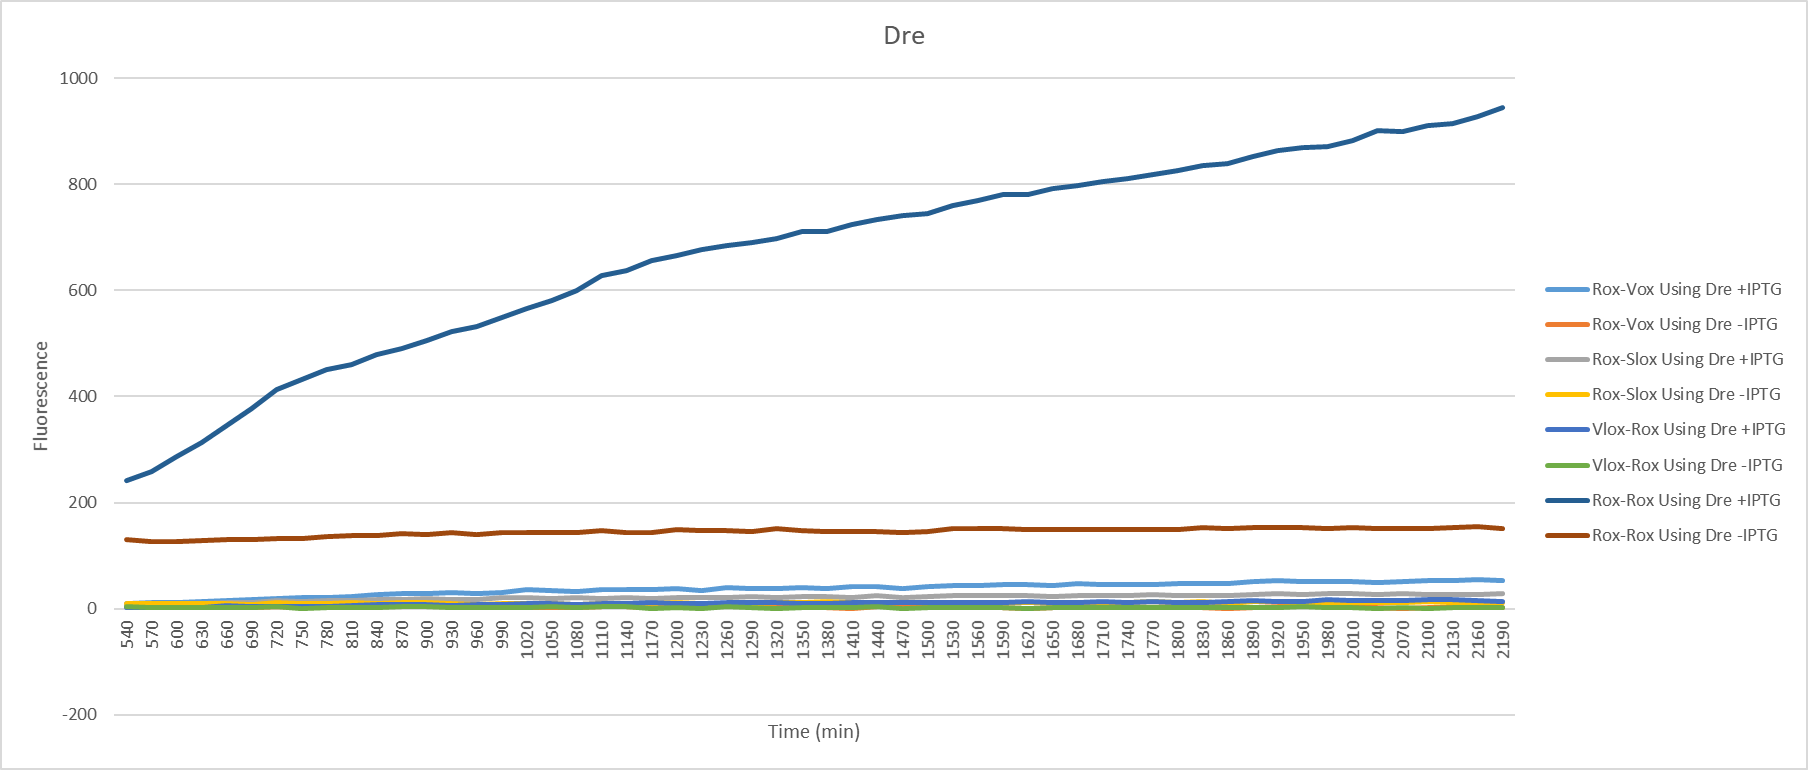 Dre
1000
800
600
400
200
0
-200
Fluorescence
540 570 600 630 660 690 720 750 780 810 840 870 900 930 960 990 1020 1050 1080 1110 1140 1170 1200 1230 1260 1290 1320 1350 1380 1410 1440 1470 1500 1530 1560 1590 1620 1650 1680 1710 1740 1770 1800 1830 1860 1890 1920 1950 1980 2010 2040 2070 2100 2130 2160 2190
Time (min)
Rox-Vox Using Dre +IPTG
Rox-Vox Using Dre -IPTG
Rox-Slox Using Dre +IPTG
Rox-Slox Using Dre -IPTG
Vlox-Rox Using Dre +IPTG
Vlox-Rox Using Dre -IPTG
Rox-Rox Using Dre +IPTG
Rox-Rox Using Dre -IPTG